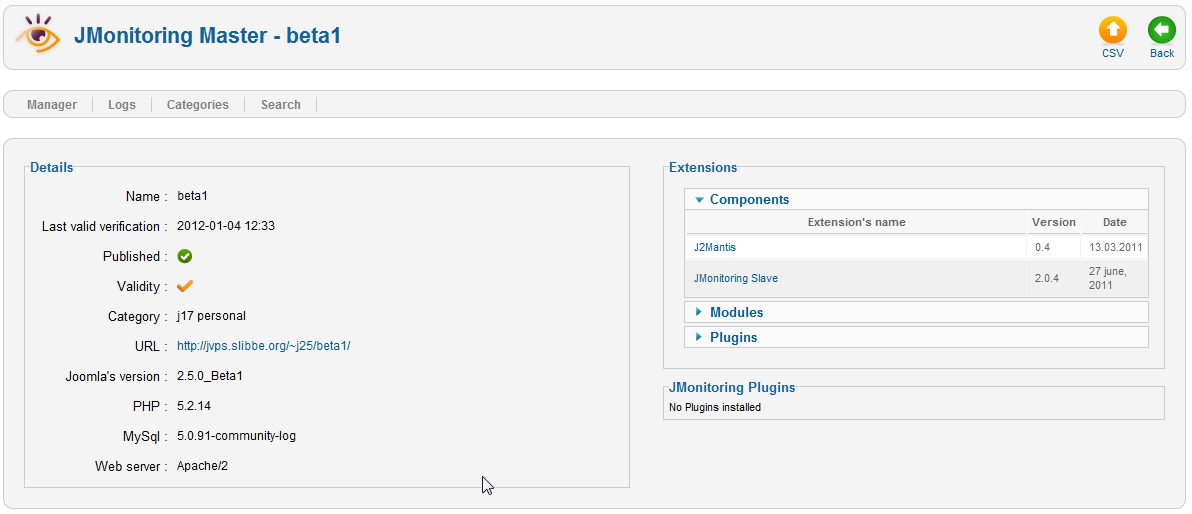 JMonitoring Master - beta1
CSV
Back
Manager
Logs
Categories
Search
Details
Name : beta1
Last valid verification : 2012-01-04 12:33
Published :
Validity :
Category : j17 personal
URL : http://jvps.slibbe.org/~j25/beta1/
Joomla's version : 2.5.0_Beta1
PHP : 5.2.14
MySql : 5.0.91-community-log
Web server : Apache/2
Extensions
Components
Extension's name Version Date
J2Mantis 0.4 13.03.2011
JMonitoring Slave 2.0.4 27 june,
2011
Modules
Plugins
JMonitoring Plugins
No Plugins installed